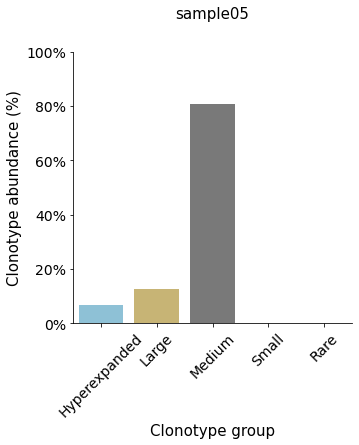 sample05
Clonotype abundance (%)
100%
80%
60%
40%
20%
0%
Hyperexpanded
Large
Medium
Small
Rare
Clonotype group